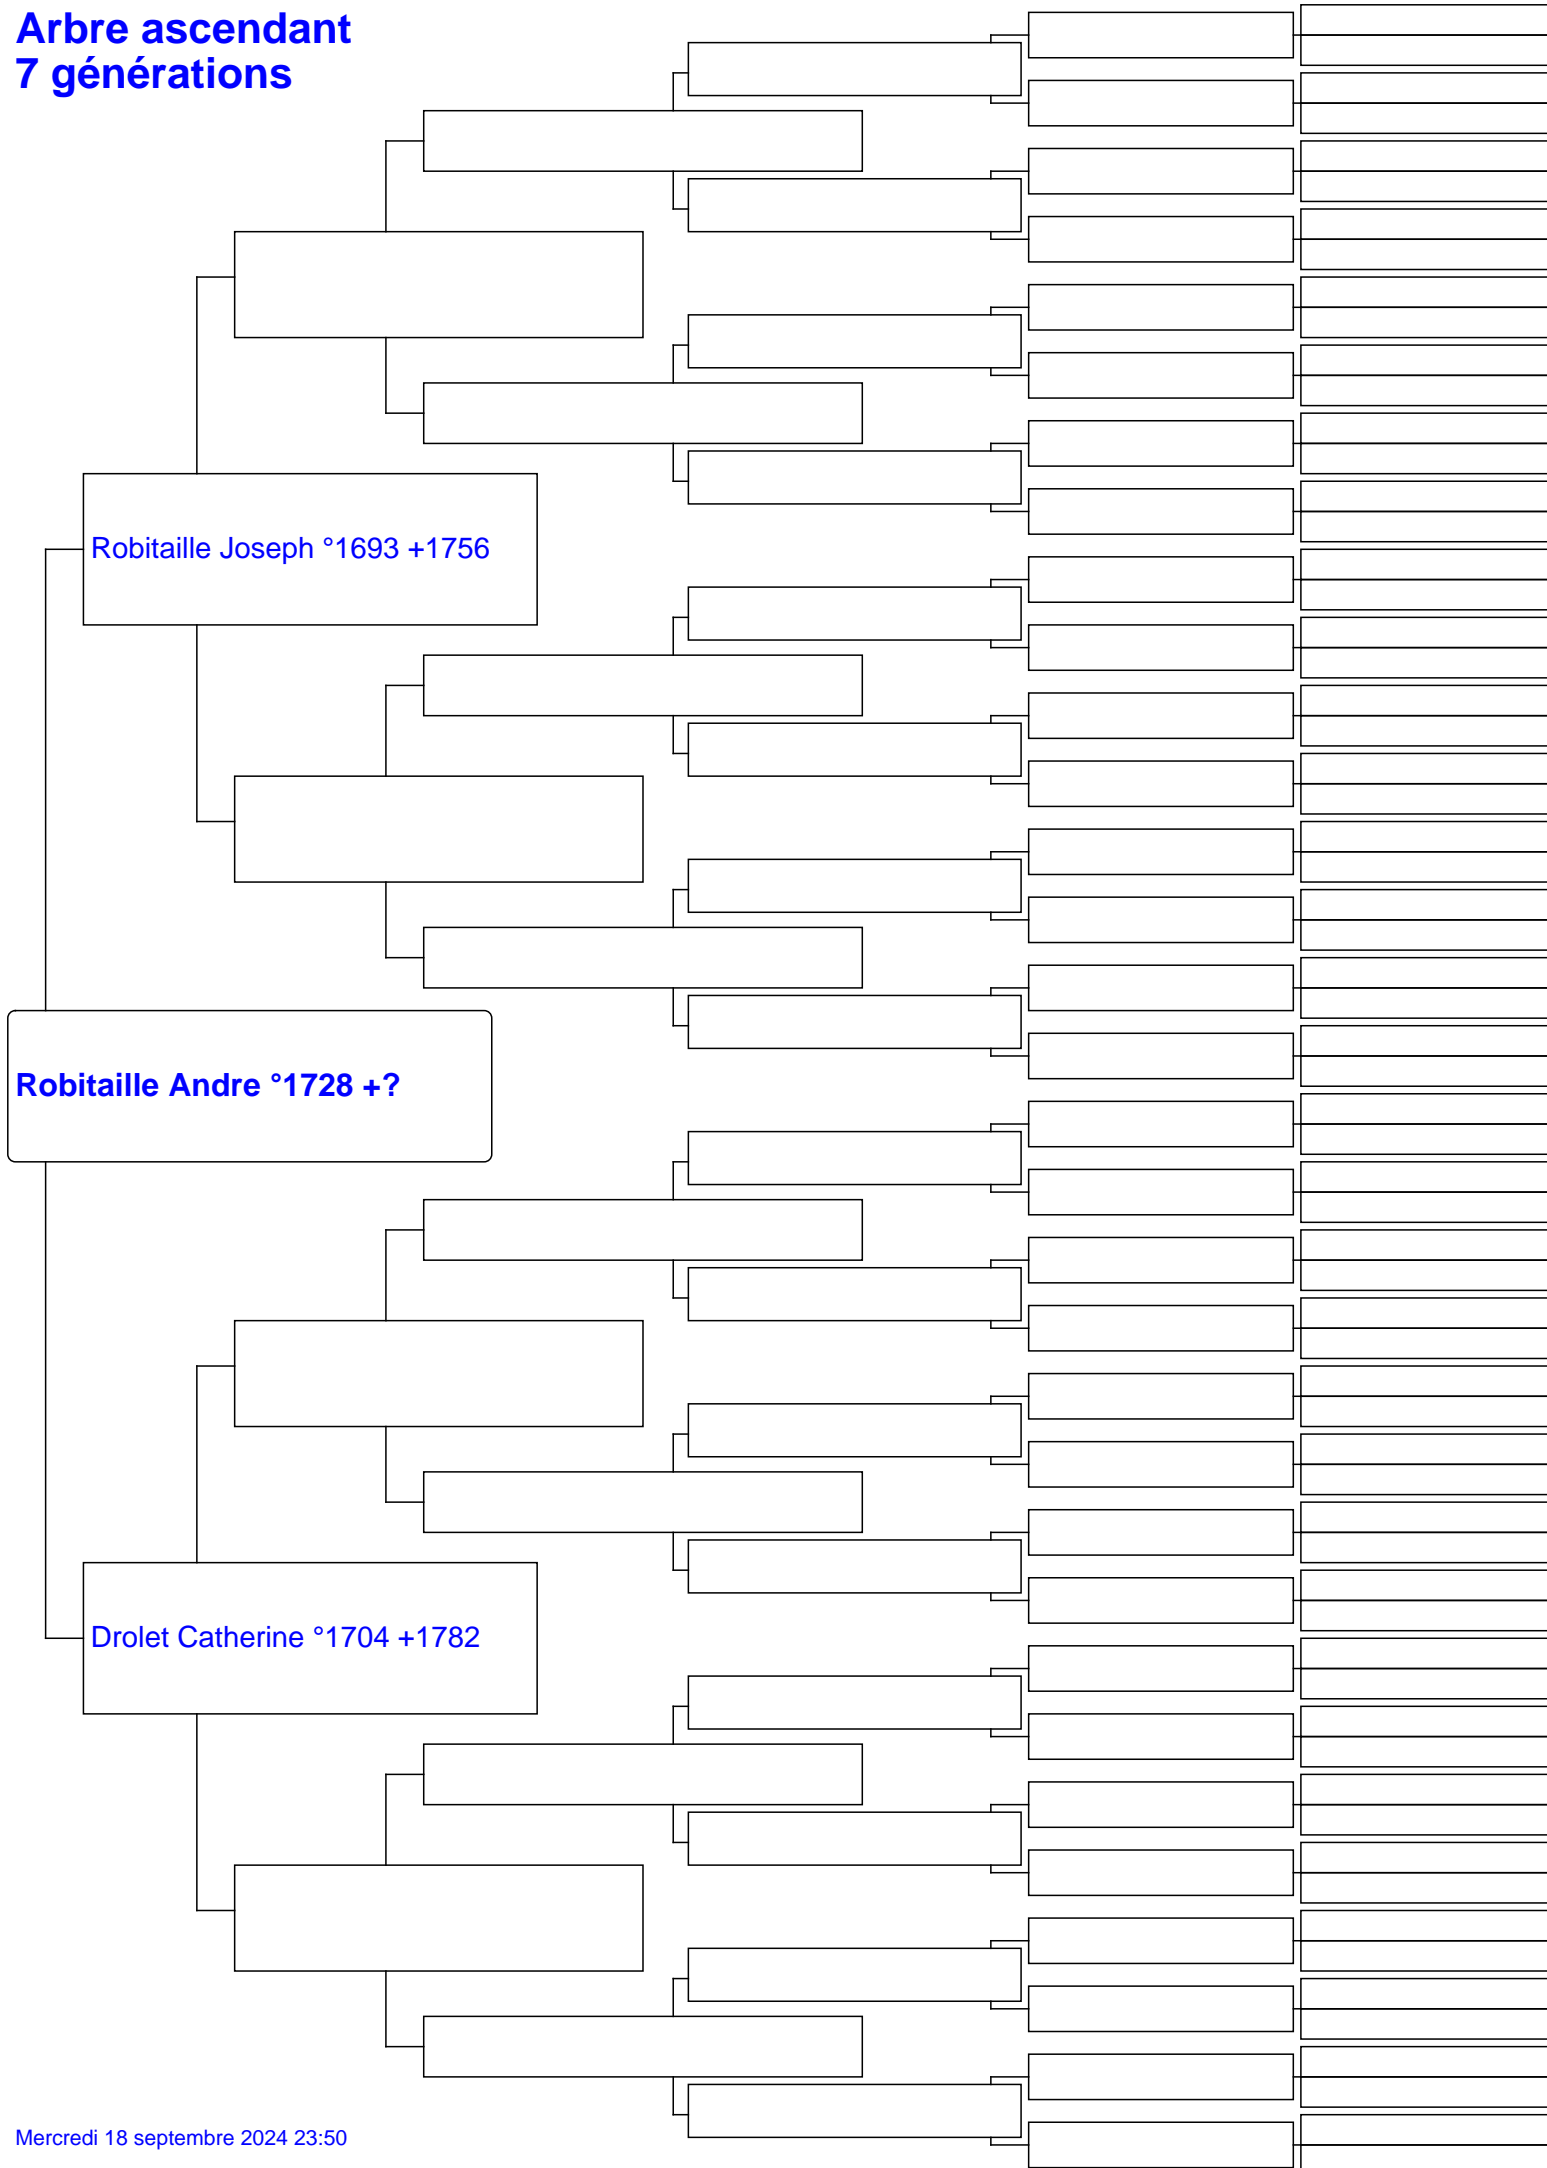 Arbre ascendant
7 générations
Robitaille Joseph °1693 +1756
Robitaille Andre °1728 +?
Drolet Catherine °1704 +1782
Mercredi 18 septembre 2024 23:50